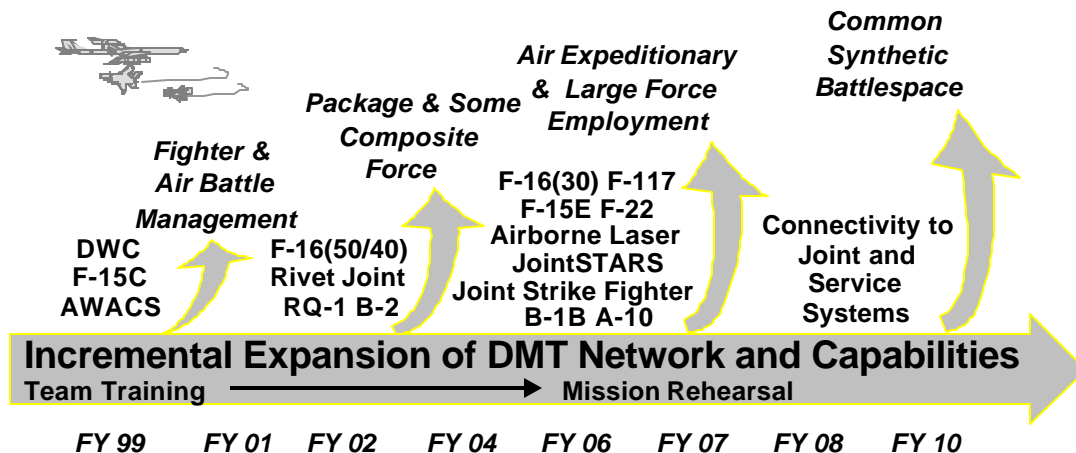 Fighter &
Air Battle
Management
DWC
F-15C
AWACS
Package & Some
Composite
Force
F-16(50/40)
Rivet Joint
RQ-1 B-2
Air Expeditionary
& Large Force
Employment
F-16(30) F-117
F-15E F-22
Airborne Laser
JointSTARS
Joint Strike Fighter
B-1B A-10
Common
Synthetic
Battlespace
Connectivity to
Joint and
Service
Systems
Incremental Expansion of DMT Network and Capabilities
Team Training Mission Rehearsal
FY 99 FY 01 FY 02 FY 04 FY 06 FY 07 FY 08 FY 10